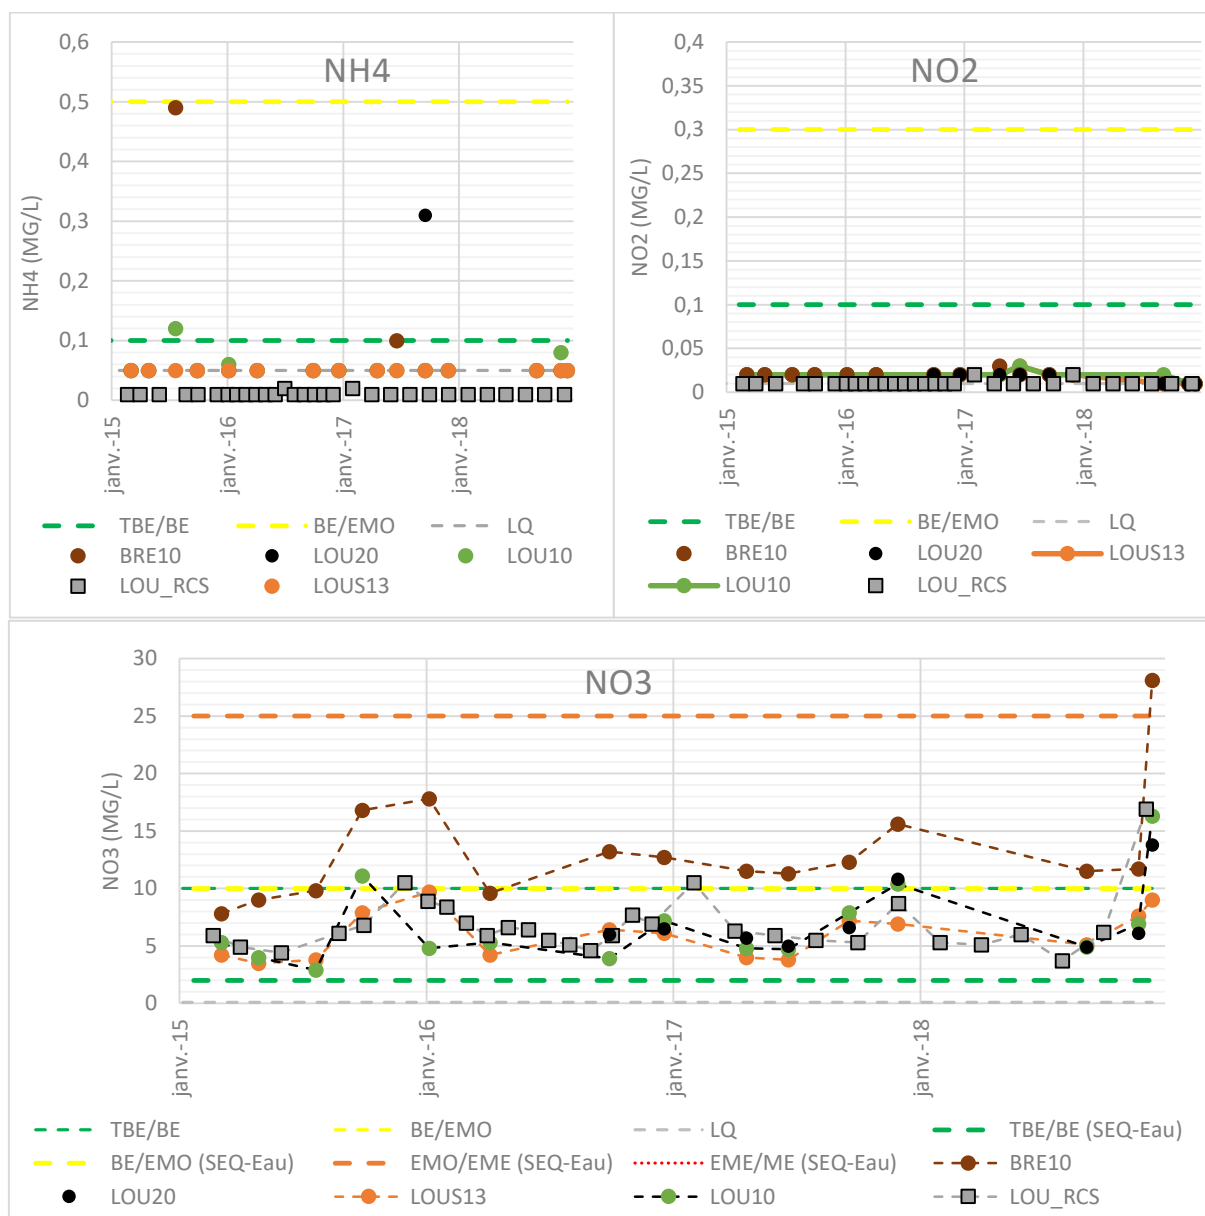 NH4
NH4 (MG/L)
0,6
0,5
0,4
0,3
0,2
0,1
0
janv.-15
janv.-16
janv.-17
janv.-18
TBE/BE
BE/EMO
LQ
BRE10
LOU20
LOU10
LOU_RCS
LOUS13
NO2
NO2 (MG/L)
0,4
0,35
0,3
0,25
0,2
0,15
0,1
0,05
0
janv.-15
janv.-16
janv.-17
janv.-18
TBE/BE
BE/EMO
LQ
BRE10
LOU20
LOUS13
LOU10
LOU_RCS
NO3
NO3 (MG/L)
30
25
20
15
10
5
0
janv.-15
janv.-16
janv.-17
janv.-18
TBE/BE
BE/EMO
LQ
TBE/BE (SEQ-Eau)
BE/EMO (SEQ-Eau)
EMO/EME (SEQ-Eau)
EME/ME (SEQ-Eau)
BRE10
LOU20
LOUS13
LOU10
LOU_RCS